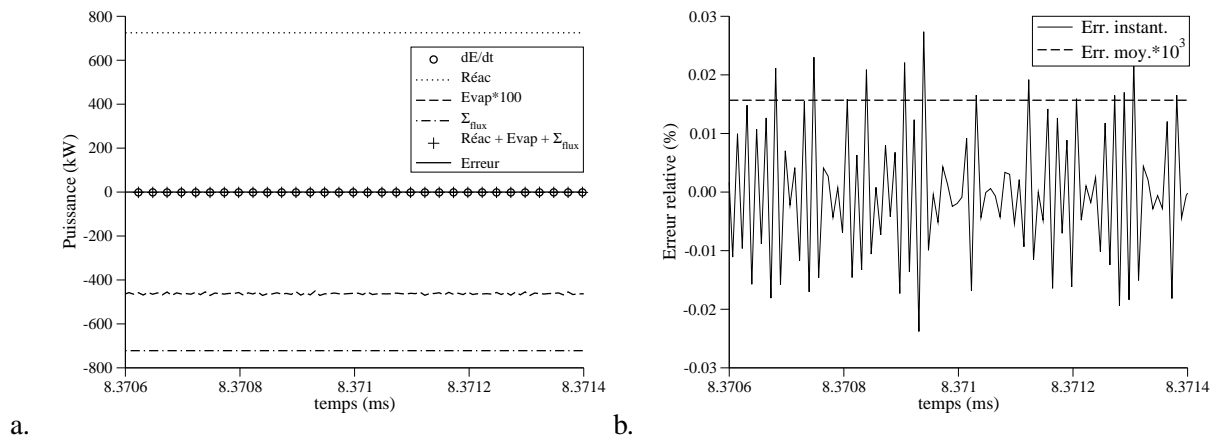 800
600
400
200
0
-200
-400
-600
-800
Puissance (kW)
8.3706
8.3708
8.371
8.3712
8.3714
temps (ms)
dE/dt
Réac
Evap*100
Σflux
Réac + Evap + Σflux
Erreur
a.
0.03
0.02
0.01
0.00
-0.01
-0.02
-0.03
Erreur relative (%)
8.3706
8.3708
8.371
8.3712
8.3714
temps (ms)
Err. instant.
Err. moy.*10³
b.